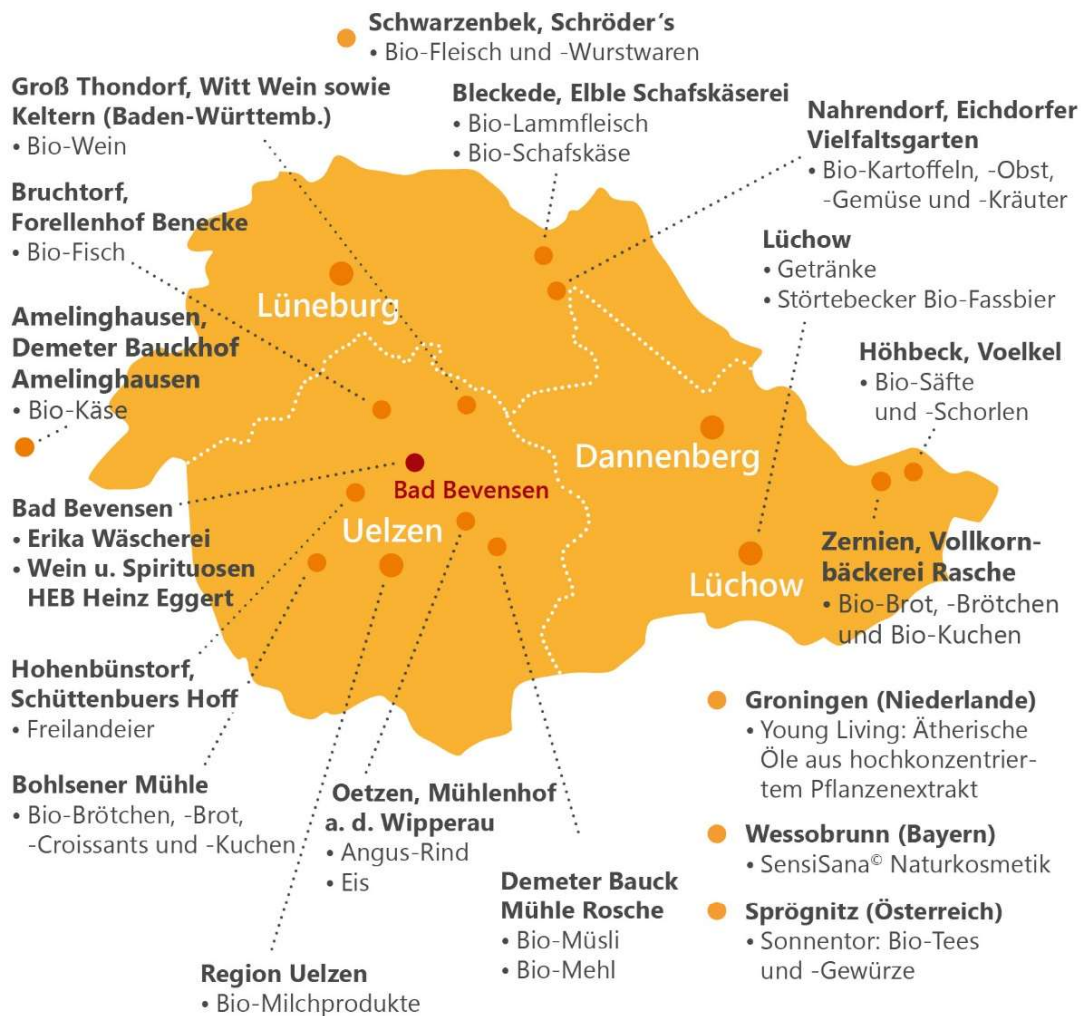 Schwarzenbek, Schröder´s
• Bio-Fleisch und -Wurstwaren
Groß Thondorf, Witt Wein sowie
Keltern (Baden-Württemb.)
• Bio-Wein
Bleckede, Elble Schafskäserei
• Bio-Lammfleisch
• Bio-Schafskäse
Nahrendorf, Eichdorfer
Vielfaltsgarten
• Bio-Kartoffeln, -Obst,
-Gemüse und -Kräuter
Bruchtorf,
Forellenhof Benecke
• Bio-Fisch
Lüchow
• Getränke
• Störtebecker Bio-Fassbier
Lüneburg
Amelinghausen,
Demeter Bauckhof
Amelinghausen
• Bio-Käse
Höhbeck, Voelkel
• Bio-Säfte
und -Schorlen
Dannenberg
Bad Bevensen
Bad Bevensen
• Erika Wäscherei
• Wein u. Spirituosen
HEB Heinz Eggert
Uelzen
Lüchow
Zernien, Vollkorn-
bäckerei Rasche
• Bio-Brot, -Brötchen
und Bio-Kuchen
Hohenbünstorf,
Schüttenbuers Hoff
• Freilandeier
Groningen (Niederlande)
• Young Living: Ätherische
Öle aus hochkonzentrier-
tem Pflanzenextrakt
Bohlsener Mühle
• Bio-Brötchen, -Brot,
-Croissants und -Kuchen
Oetzen, Mühlenhof
a. d. Wipperau
• Angus-Rind
• Eis
Wessobrunn (Bayern)
• SensiSana© Naturkosmetik
Demeter Bauck
Mühle Rosche
• Bio-Müsli
• Bio-Mehl
Sprögnitz (Österreich)
• Sonnentor: Bio-Tees
und -Gewürze
Region Uelzen
• Bio-Milchprodukte